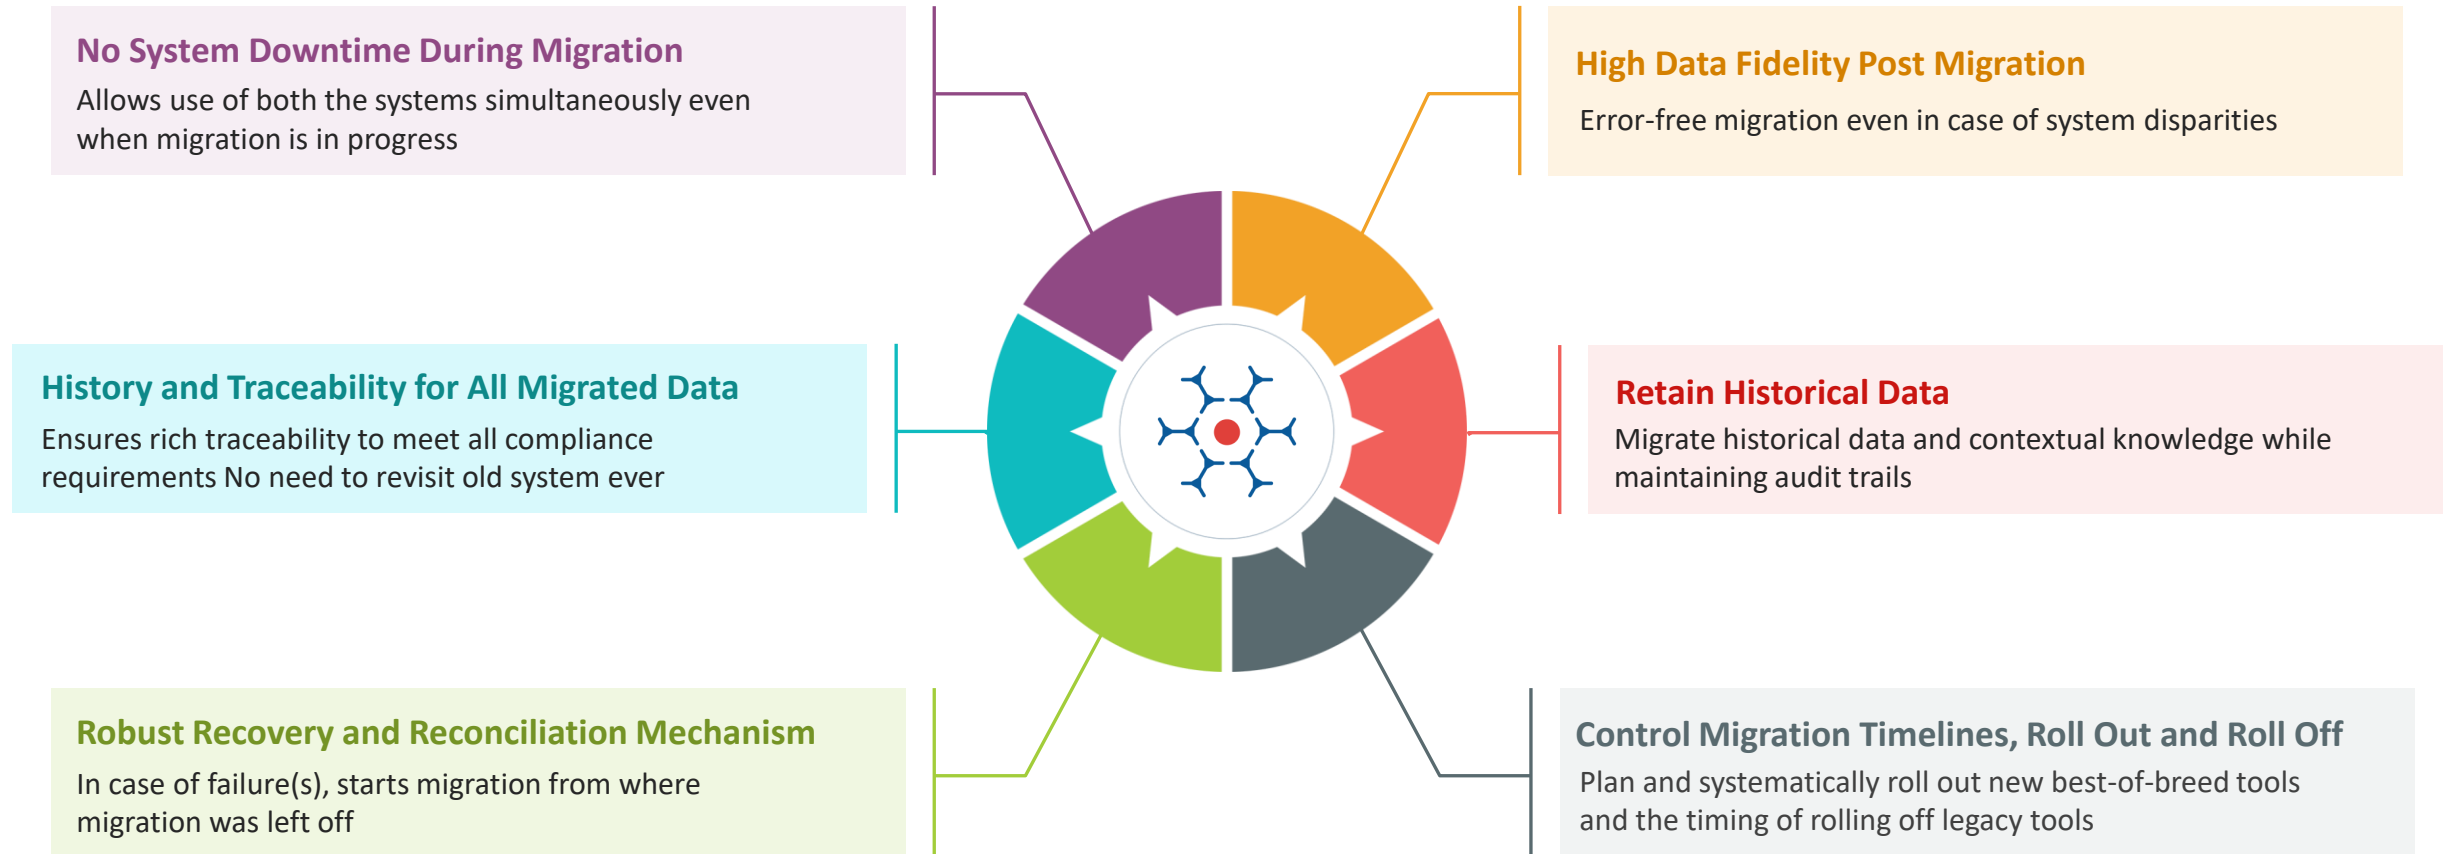 No System Downtime During Migration
Allows use of both the systems simultaneously even
when migration is in progress
High Data Fidelity Post Migration
Error-free migration even in case of system disparities
History and Traceability for All Migrated Data
Ensures rich traceability to meet all compliance
requirements No need to revisit old system ever
Retain Historical Data
Migrate historical data and contextual knowledge while
maintaining audit trails
Robust Recovery and Reconciliation Mechanism
In case of failure(s), starts migration from where
migration was left off
Control Migration Timelines, Roll Out and Roll Off
Plan and systematically roll out new best-of-breed tools
and the timing of rolling off legacy tools